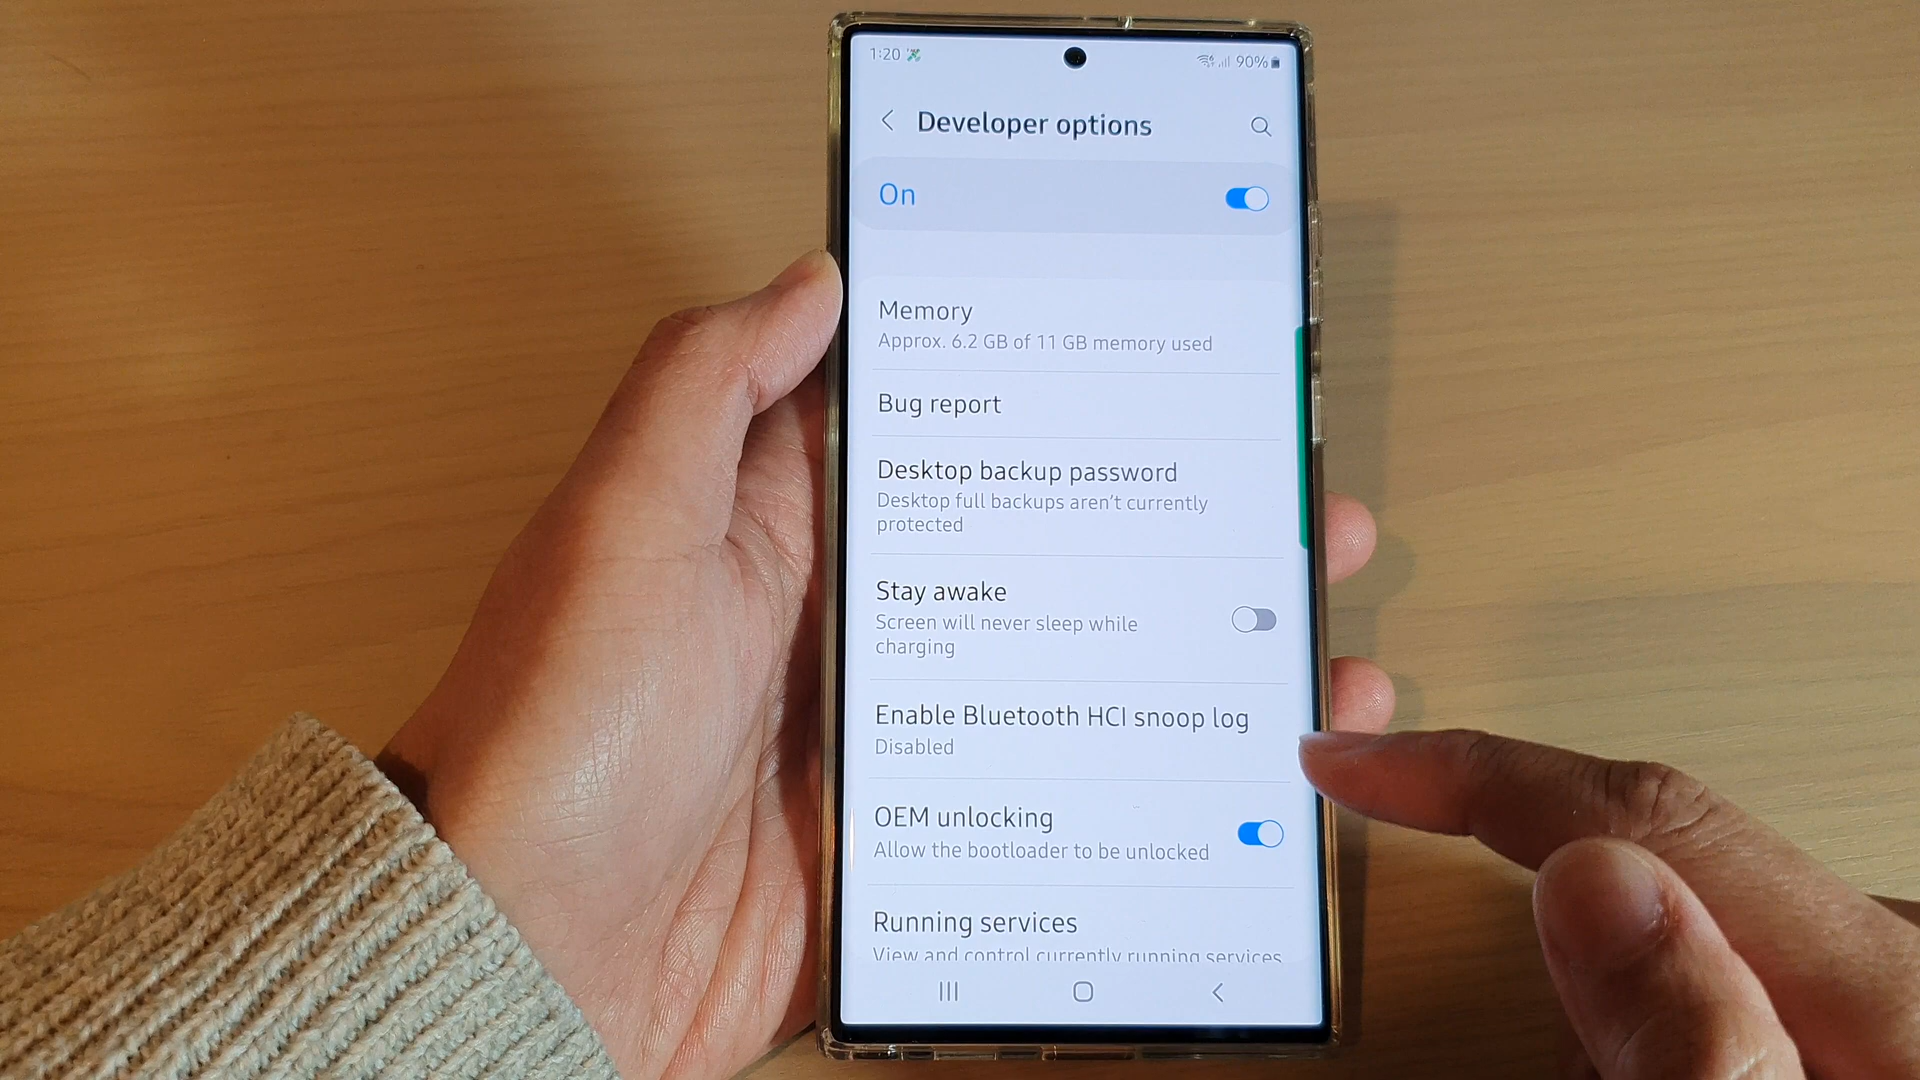 1:20
90%
Developer options
On
Memory
Approx. 6.2 GB of 11 GB memory used
Bug report
Desktop backup password
Desktop full backups aren't currently
protected
Stay awake
Screen will never sleep while
charging
Enable Bluetooth HCI snoop log
Disabled
OEM unlocking
Allow the bootloader to be unlocked
Running services
View and control currently running services